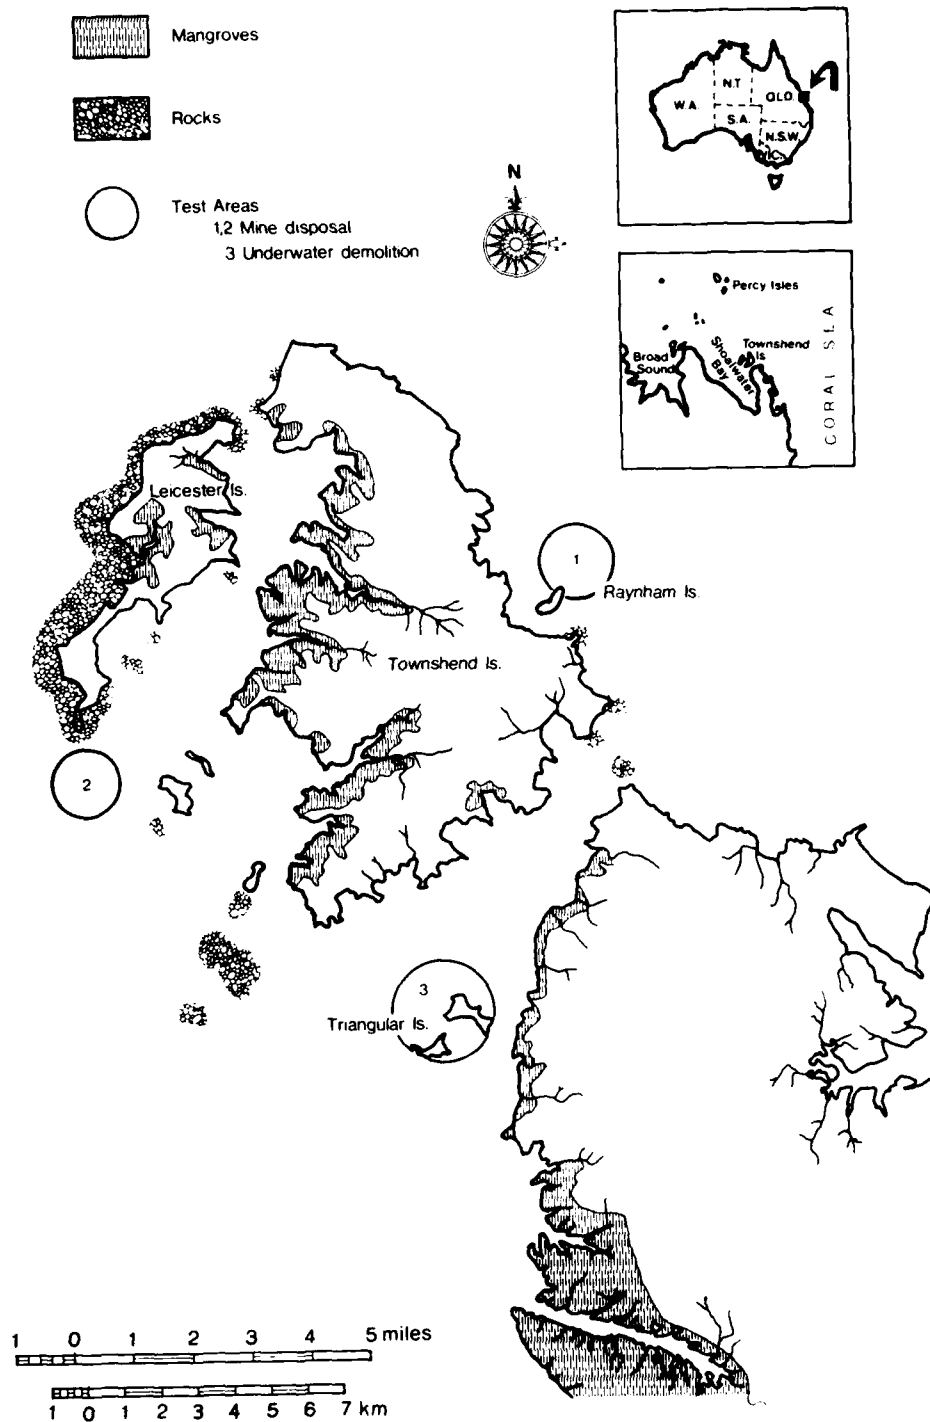 Mangroves
Rocks
Test Areas
1,2 Mine disposal
3 Underwater demolition
N
W.A.
N.T.
QLD.
S.A.
N.S.W.
VIC.
Percy Isles
Broad
Sound
Shoalwater
Bay
Townshend
Is.
CORAL SEA
Leicester Is.
1
Raynham Is.
Townshend Is.
2
3
Triangular Is.
1 0 1 2 3 4 5 miles
1 0 1 2 3 4 5 6 7 km